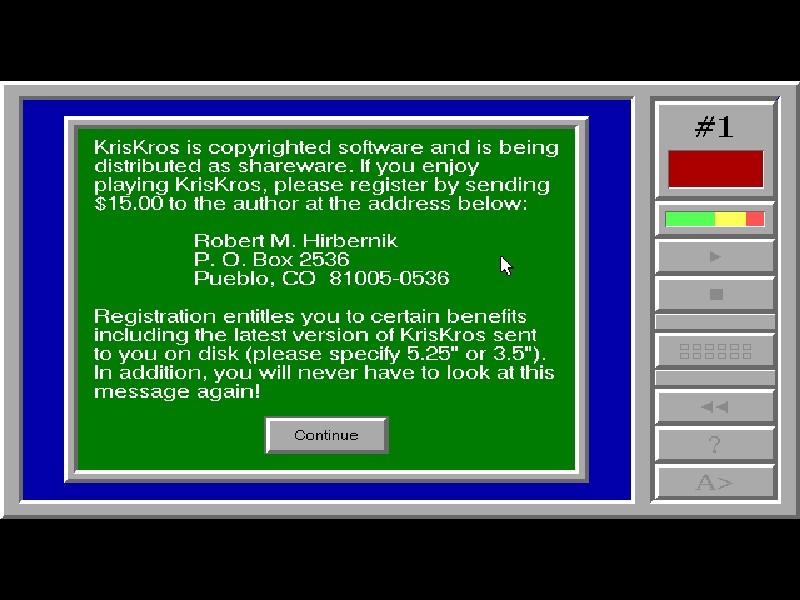 KrisKros is copyrighted software and is being
distributed as shareware. If you enjoy
playing KrisKros, please register by sending
$15.00 to the author at the address below:
Robert M. Hirbernik
P. O. Box 2536
Pueblo, CO  81005-0536
Registration entitles you to certain benefits
including the latest version of KrisKros sent
to you on disk (please specify 5.25" or 3.5").
In addition, you will never have to look at this
message again!
Continue
#1
?
A>